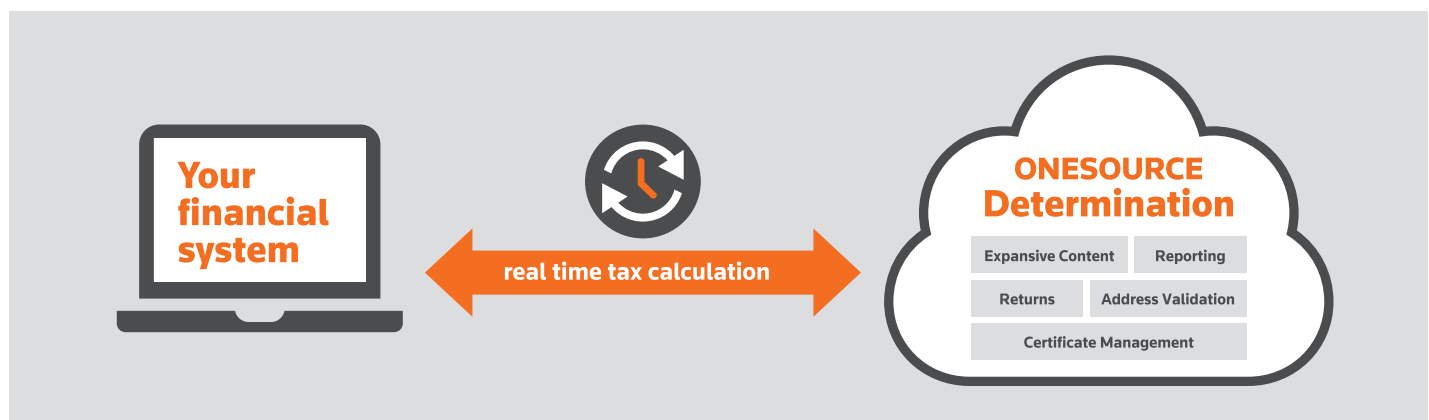 Your
financial
system
real time tax calculation
ONESOURCE
Determination
Expansive Content
Reporting
Returns
Address Validation
Certificate Management